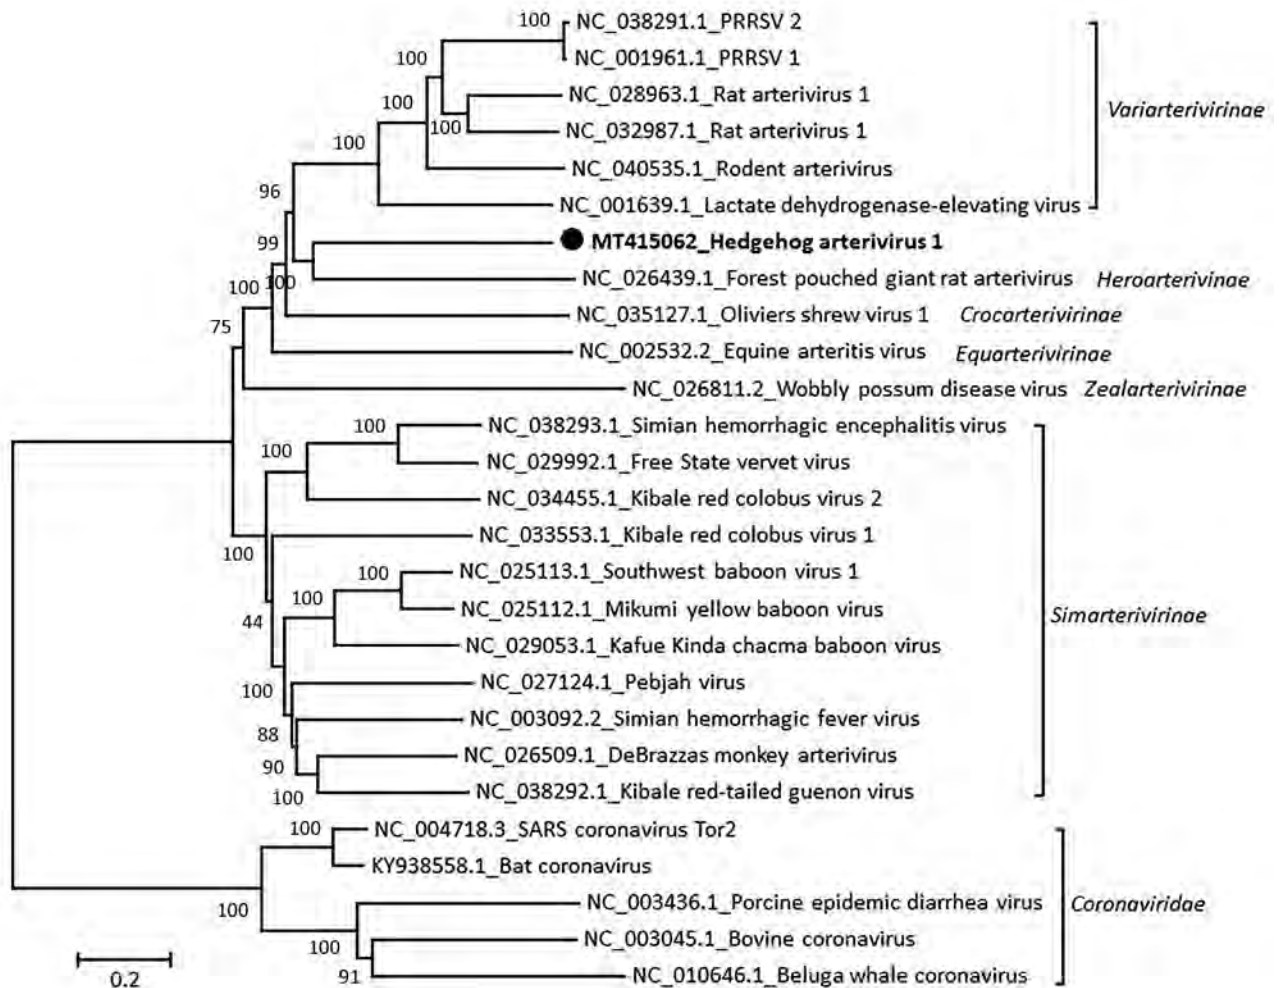 100 NC_038291.1_PRRSV 2
100 NC_001961.1_PRRSV 1
100 NC_028963.1_Rat arterivirus 1
Variarterivirinae
100 100 NC_032987.1_Rat arterivirus 1
NC_040535.1_Rodent arterivirus
96 NC_001639.1_Lactate dehydrogenase-elevating virus
99 MT415062_Hedgehog arterivirus 1
100 100 NC_026439.1_Forest pouched giant rat arterivirus Heroarterivinae
NC_035127.1_Oliviers shrew virus 1 Crocarterivirinae
75 NC_002532.2_Equine arteritis virus Equarterivirinae
NC_026811.2_Wobbly possum disease virus Zealarterivirinae
100 NC_038293.1_Simian hemorrhagic encephalitis virus
100 NC_029992.1_Free State vervet virus
NC_034455.1_Kibale red colobus virus 2
100 NC_033553.1_Kibale red colobus virus 1
100 NC_025113.1_Southwest baboon virus 1
100 NC_025112.1_Mikumi yellow baboon virus
44 Simarterivirinae
NC_029053.1_Kafue Kinda chacma baboon virus
100 NC_027124.1_Pebjah virus
88 NC_003092.2_Simian hemorrhagic fever virus
90 NC_026509.1_DeBrazzas monkey arterivirus
100 NC_038292.1_Kibale red-tailed guenon virus
100 NC_004718.3_SARS coronavirus Tor2
KY938558.1_Bat coronavirus
100 NC_003436.1_Porcine epidemic diarrhea virus Coronaviridae
100 NC_003045.1_Bovine coronavirus
91 NC_010646.1_Beluga whale coronavirus
0.2